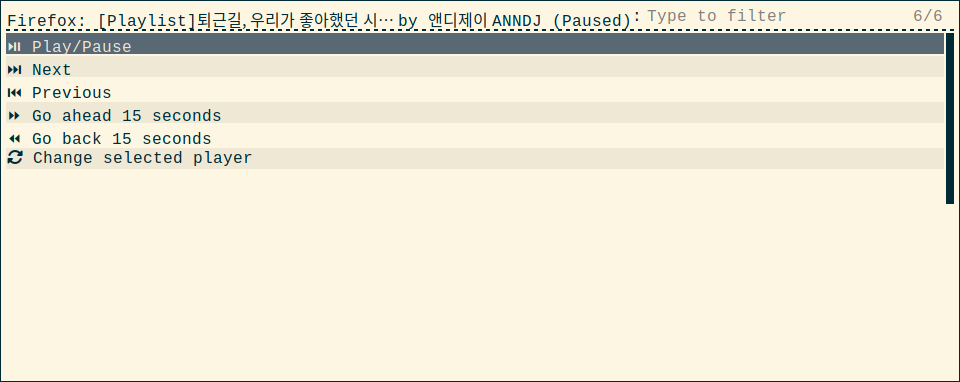 Firefox: [Playlist]퇴근길,우리가 좋아했던 시… by 앤디제이 ANNDJ (Paused): Type to filter 6/6
Play/Pause
Next
Previous
Go ahead 15 seconds
Go back 15 seconds
Change selected player